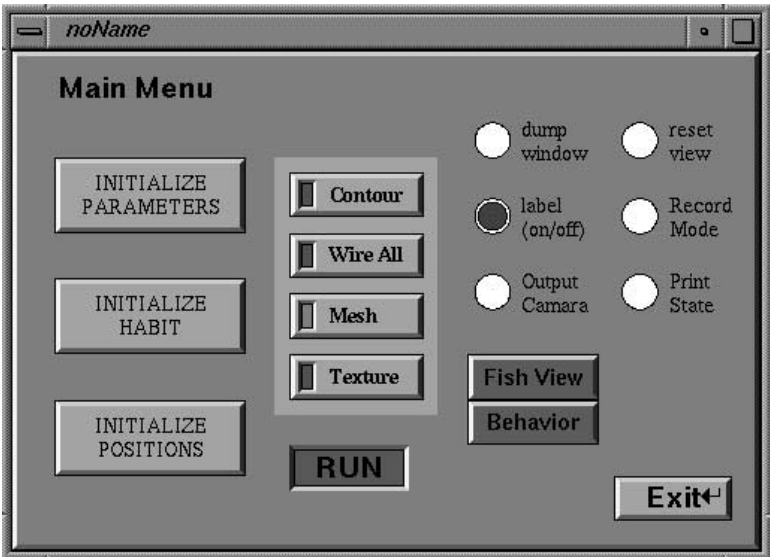 noName
Main Menu
INITIALIZE
PARAMETERS
INITIALIZE
HABIT
INITIALIZE
POSITIONS
Contour
Wire All
Mesh
Texture
RUN
dump
window
reset
view
label
(on/off)
Record
Mode
Output
Camara
Print
State
Fish View
Behavior
Exit